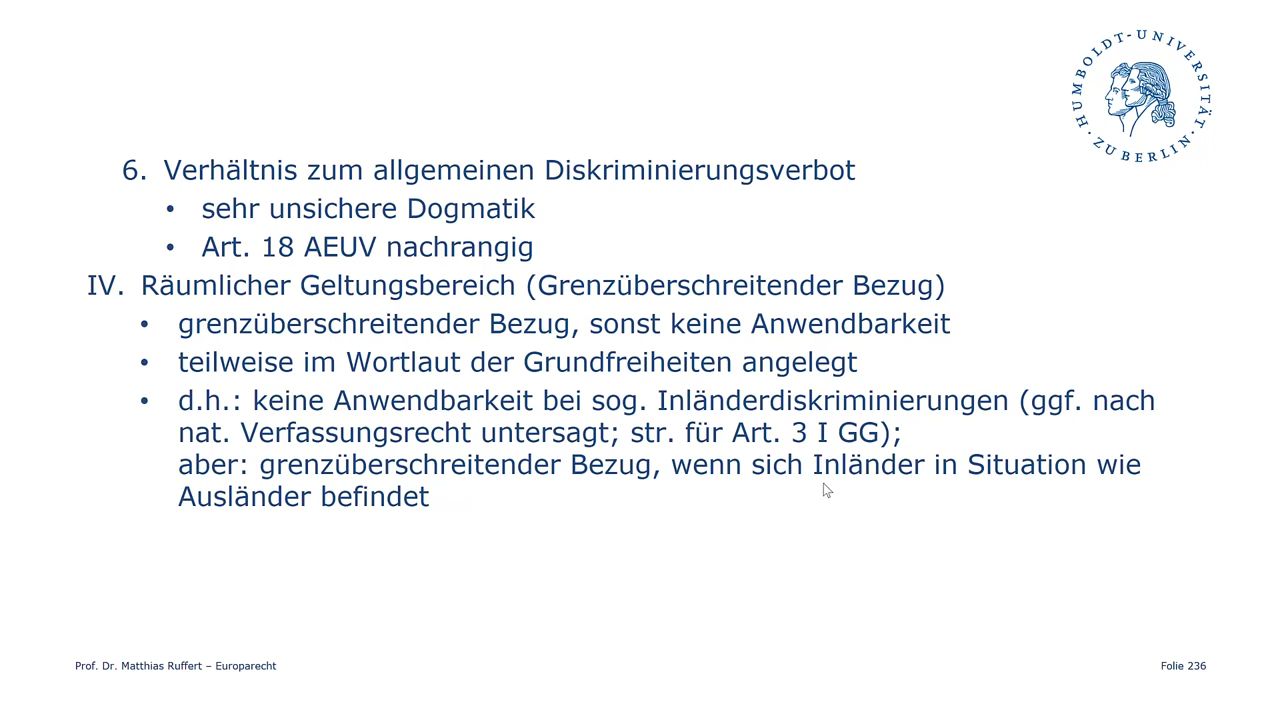 HUMBOLDT-UNIVERSITÄT
· ZU BERLIN ·
6. Verhältnis zum allgemeinen Diskriminierungsverbot
• sehr unsichere Dogmatik
• Art. 18 AEUV nachrangig
IV. Räumlicher Geltungsbereich (Grenzüberschreitender Bezug)
• grenzüberschreitender Bezug, sonst keine Anwendbarkeit
• teilweise im Wortlaut der Grundfreiheiten angelegt
• d.h.: keine Anwendbarkeit bei sog. Inländerdiskriminierungen (ggf. nach
nat. Verfassungsrecht untersagt; str. für Art. 3 I GG);
aber: grenzüberschreitender Bezug, wenn sich Inländer in Situation wie
Ausländer befindet
Prof. Dr. Matthias Ruffert – Europarecht
Folie 236